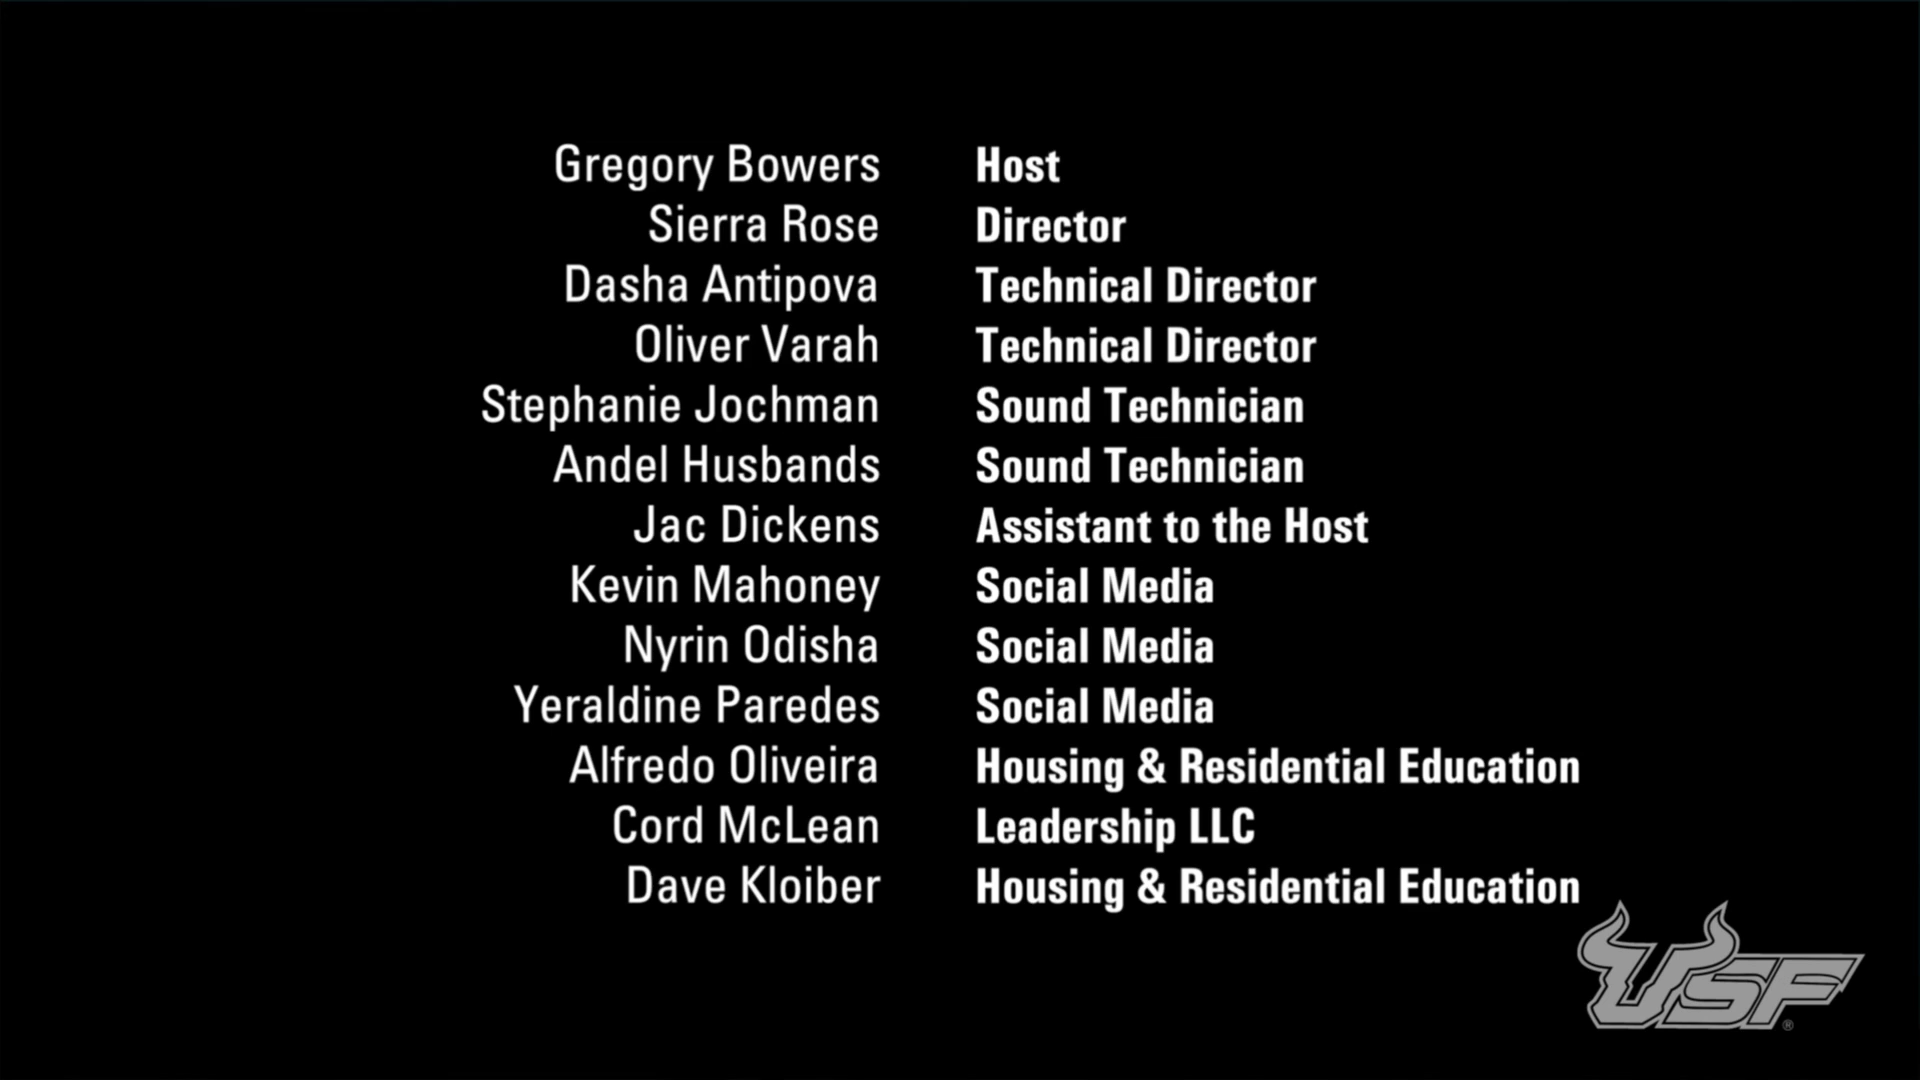 Gregory Bowers Host
Sierra Rose Director
Dasha Antipova Technical Director
Oliver Varah Technical Director
Stephanie Jochman Sound Technician
Andel Husbands Sound Technician
Jac Dickens Assistant to the Host
Kevin Mahoney Social Media
Nyrin Odisha Social Media
Yeraldine Paredes Social Media
Alfredo Oliveira Housing & Residential Education
Cord McLean Leadership LLC
Dave Kloiber Housing & Residential Education
USF®